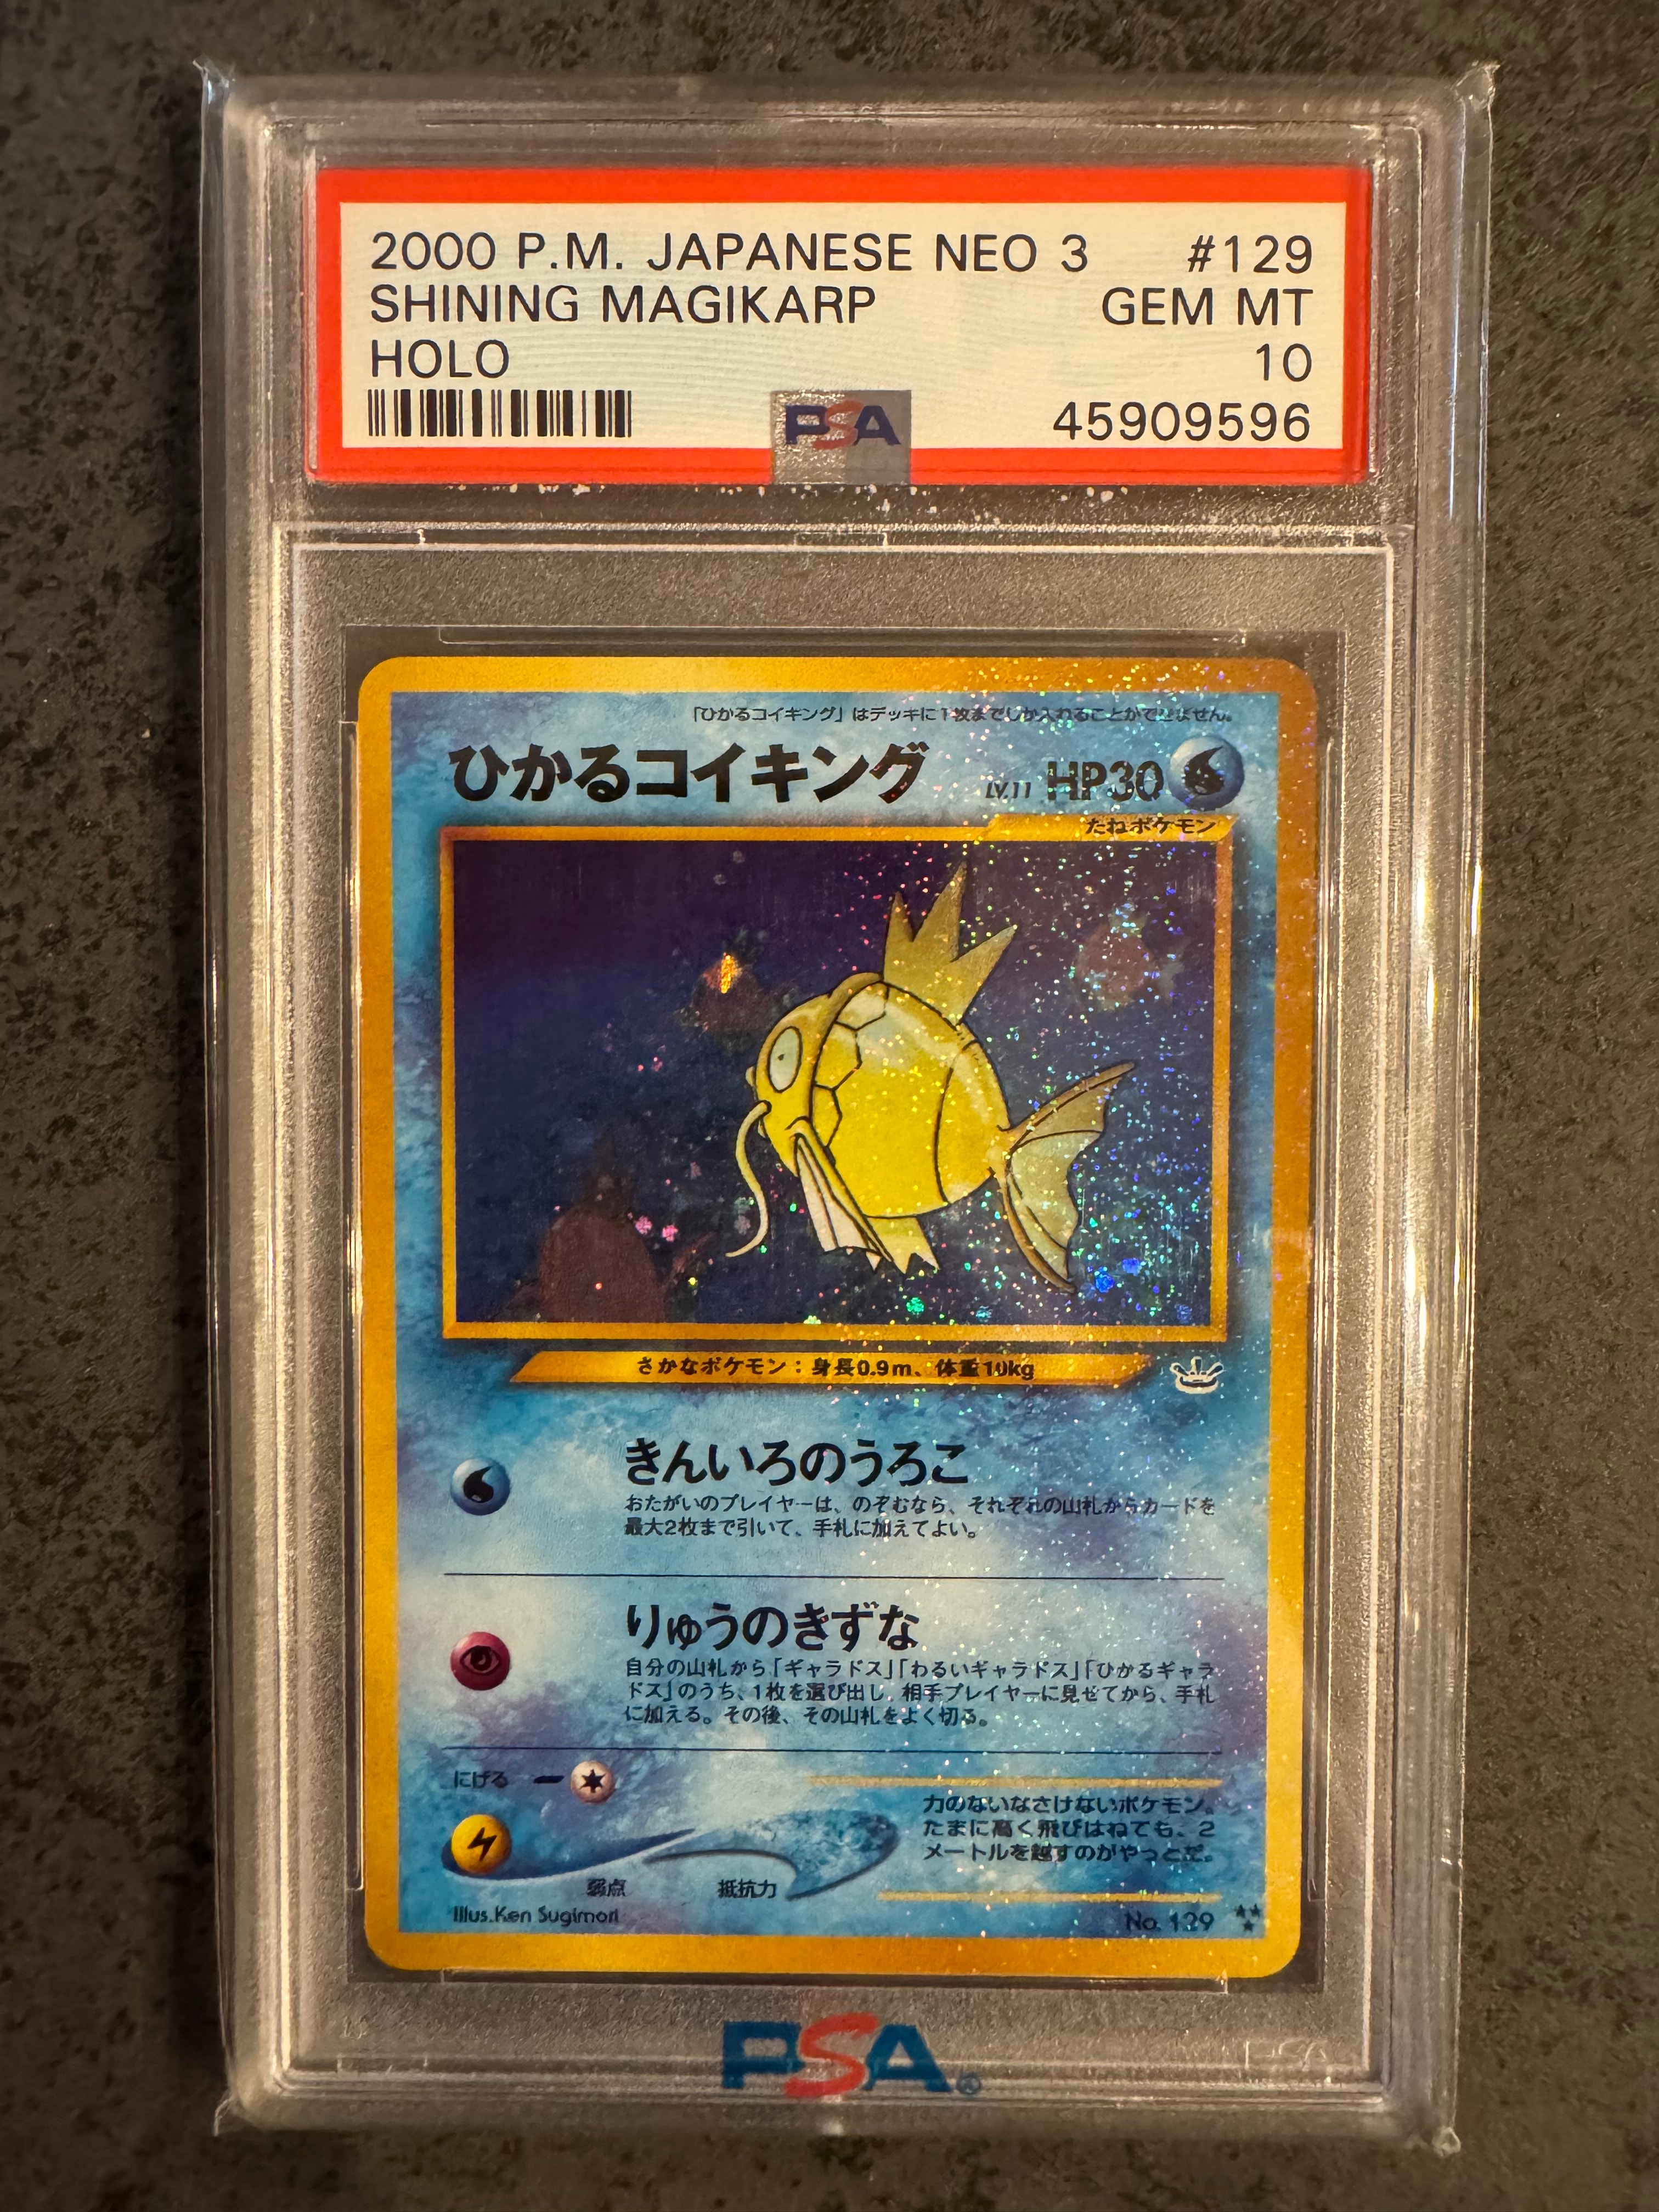 2000 P.M. JAPANESE NEO 3 #129
SHINING MAGIKARP GEM MT
HOLO 10
PSA 45909596
「ひかるコイキング」はデッキに1枚までしか入れることができません。
ひかるコイキング LV.11 HP30
たねポケモン
さかなポケモン：身長0.9m、体重10kg
きんいろのうろこ
おたがいのプレイヤーは、のぞむなら、それぞれの山札からカードを
最大2枚まで引いて、手札に加えてよい。
りゅうのきずな
自分の山札から「ギャラドス」「わるいギャラドス」「ひかるギャラ
ドス」のうち、1枚を選び出し、相手プレイヤーに見せてから、手札
に加える。その後、その山札をよく切る。
にげる
力のないなさけないポケモン。
たまに高く飛びはねても、2
メートルを越すのがやっとだ。
弱点 抵抗力
Illus.Ken Sugimori No. 129
PSA®